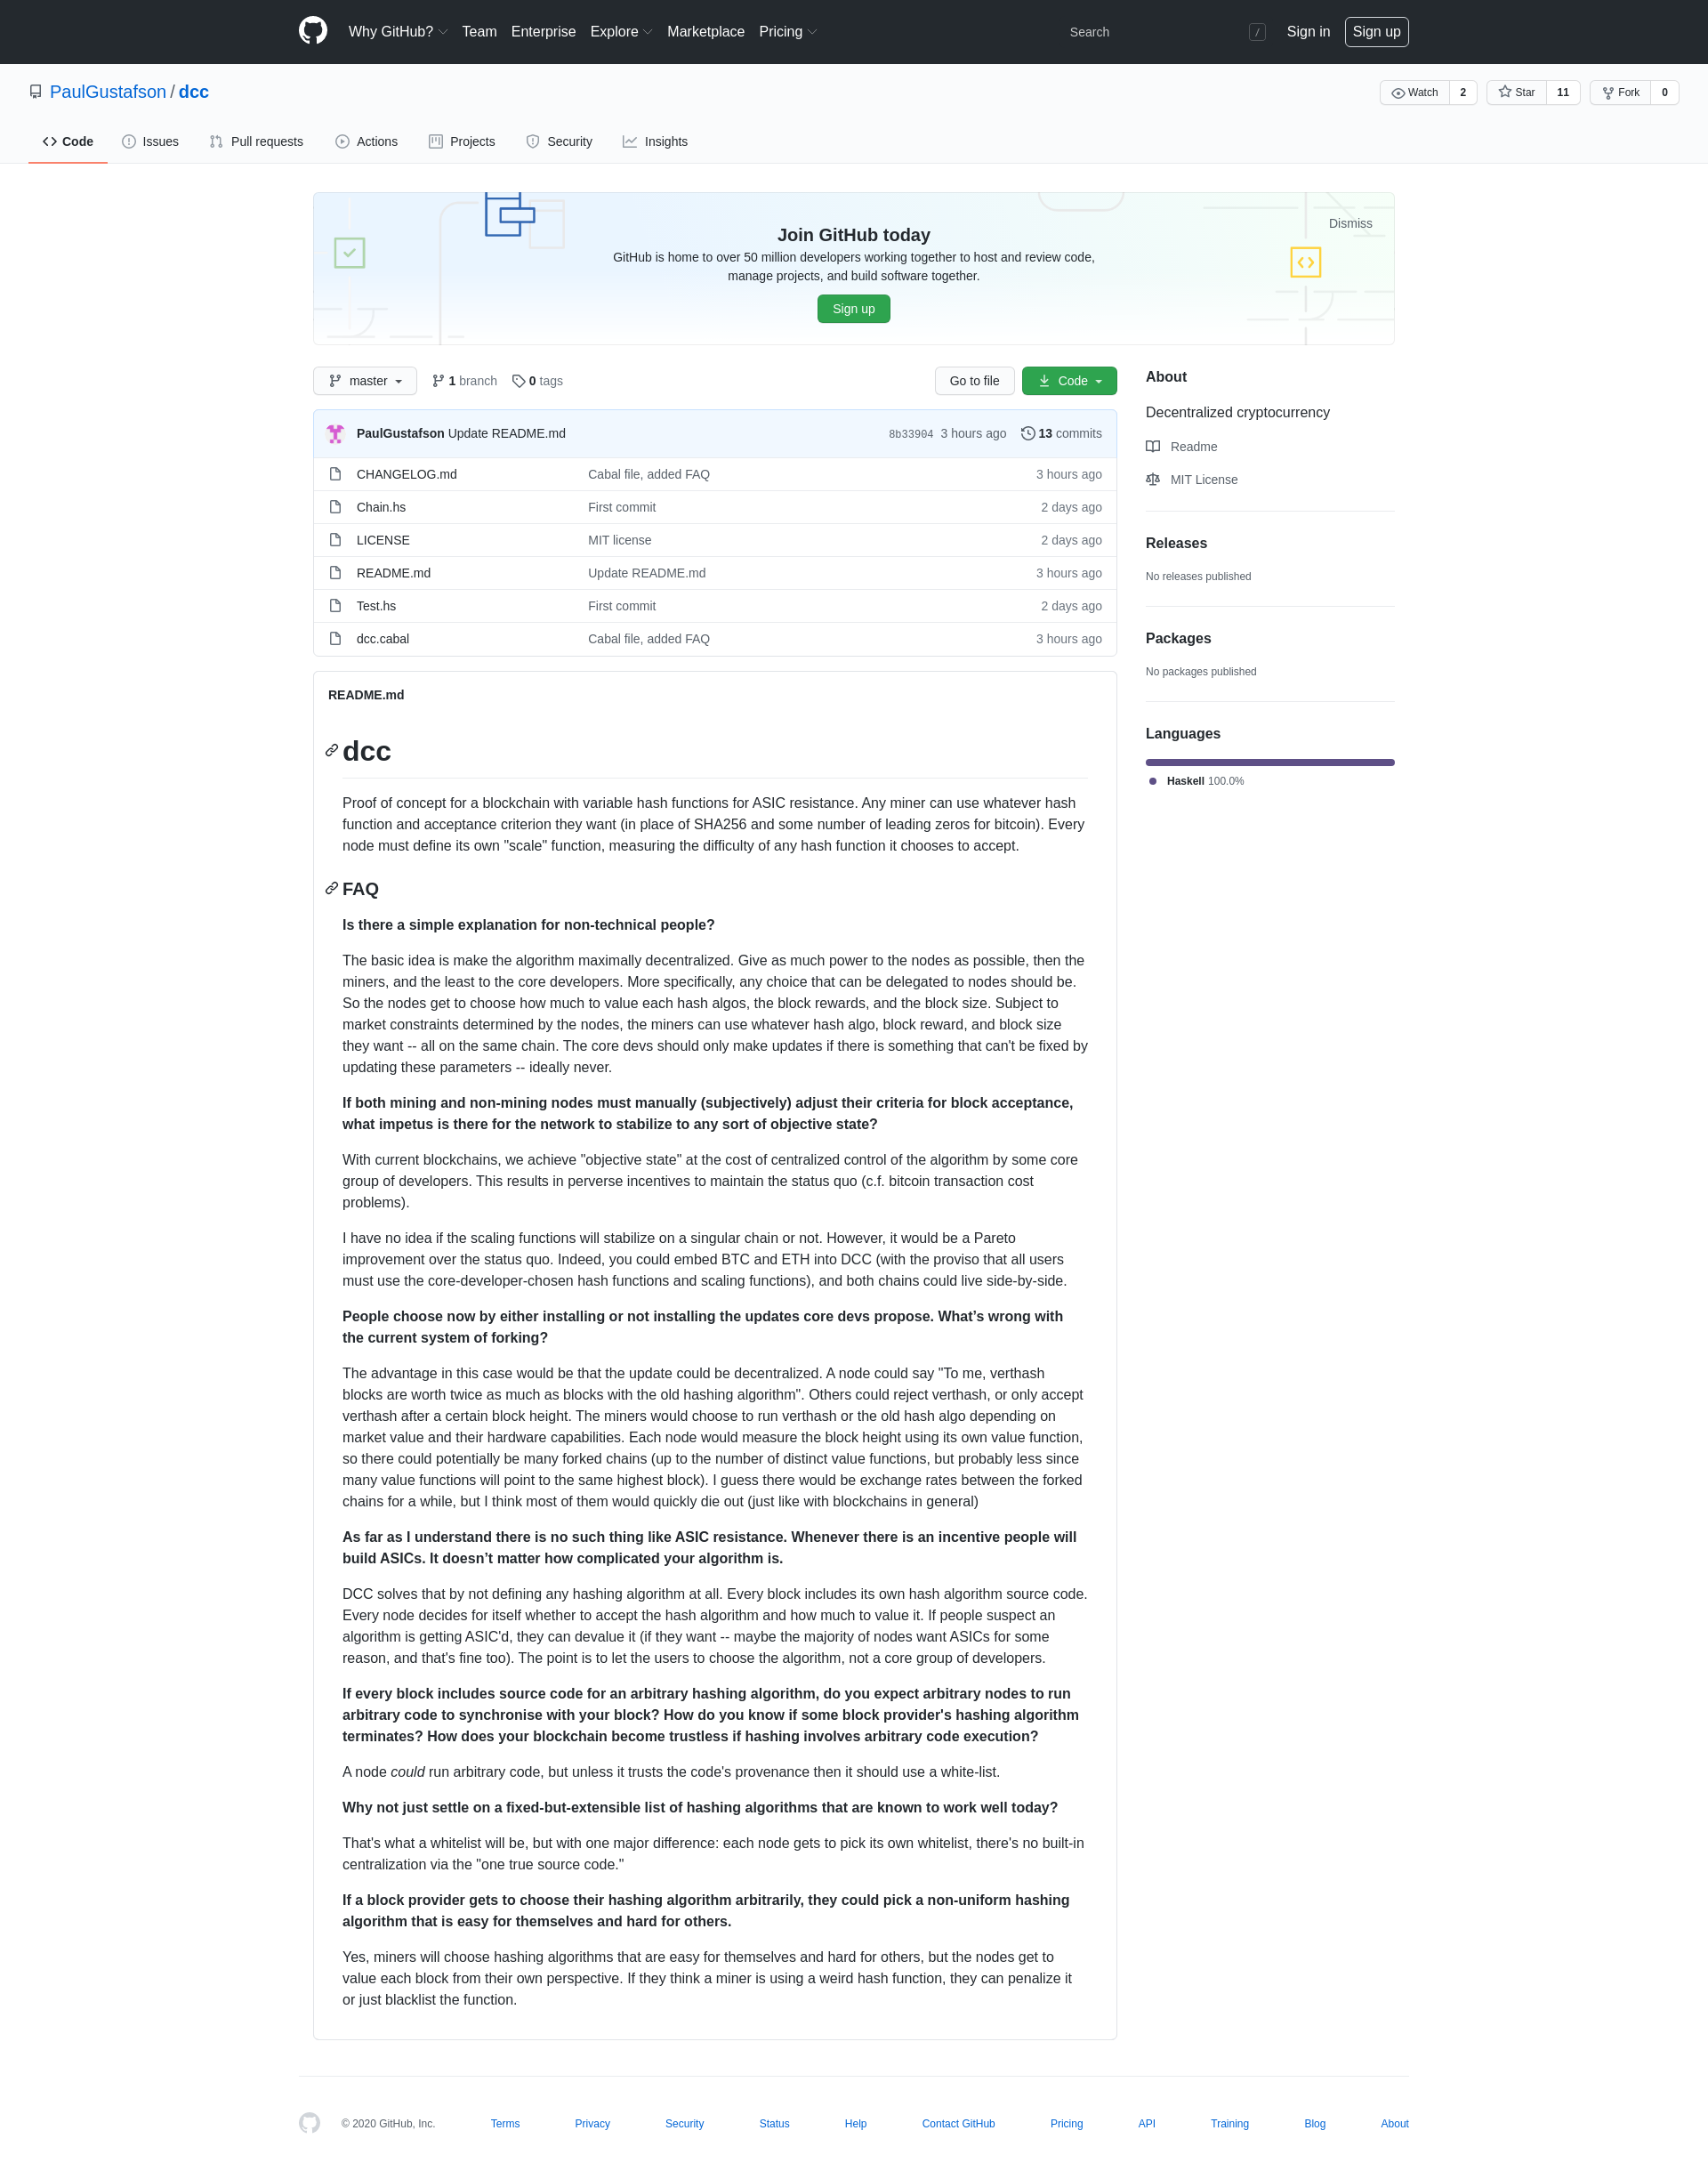 Why GitHub? Team Enterprise Explore Marketplace Pricing Search / Sign in Sign up
PaulGustafson / dcc
Watch 2 Star 11 Fork 0
Code Issues Pull requests Actions Projects Security Insights
Dismiss
Join GitHub today
GitHub is home to over 50 million developers working together to host and review code,
manage projects, and build software together.
Sign up
master 1 branch 0 tags Go to file Code
PaulGustafson Update README.md 8b33904 3 hours ago 13 commits
CHANGELOG.md Cabal file, added FAQ 3 hours ago
Chain.hs First commit 2 days ago
LICENSE MIT license 2 days ago
README.md Update README.md 3 hours ago
Test.hs First commit 2 days ago
dcc.cabal Cabal file, added FAQ 3 hours ago
README.md
dcc
Proof of concept for a blockchain with variable hash functions for ASIC resistance. Any miner can use whatever hash
function and acceptance criterion they want (in place of SHA256 and some number of leading zeros for bitcoin). Every
node must define its own "scale" function, measuring the difficulty of any hash function it chooses to accept.
FAQ
Is there a simple explanation for non-technical people?
The basic idea is make the algorithm maximally decentralized. Give as much power to the nodes as possible, then the
miners, and the least to the core developers. More specifically, any choice that can be delegated to nodes should be.
So the nodes get to choose how much to value each hash algos, the block rewards, and the block size. Subject to
market constraints determined by the nodes, the miners can use whatever hash algo, block reward, and block size
they want -- all on the same chain. The core devs should only make updates if there is something that can't be fixed by
updating these parameters -- ideally never.
If both mining and non-mining nodes must manually (subjectively) adjust their criteria for block acceptance,
what impetus is there for the network to stabilize to any sort of objective state?
With current blockchains, we achieve "objective state" at the cost of centralized control of the algorithm by some core
group of developers. This results in perverse incentives to maintain the status quo (c.f. bitcoin transaction cost
problems).
I have no idea if the scaling functions will stabilize on a singular chain or not. However, it would be a Pareto
improvement over the status quo. Indeed, you could embed BTC and ETH into DCC (with the proviso that all users
must use the core-developer-chosen hash functions and scaling functions), and both chains could live side-by-side.
People choose now by either installing or not installing the updates core devs propose. What’s wrong with
the current system of forking?
The advantage in this case would be that the update could be decentralized. A node could say "To me, verthash
blocks are worth twice as much as blocks with the old hashing algorithm". Others could reject verthash, or only accept
verthash after a certain block height. The miners would choose to run verthash or the old hash algo depending on
market value and their hardware capabilities. Each node would measure the block height using its own value function,
so there could potentially be many forked chains (up to the number of distinct value functions, but probably less since
many value functions will point to the same highest block). I guess there would be exchange rates between the forked
chains for a while, but I think most of them would quickly die out (just like with blockchains in general)
As far as I understand there is no such thing like ASIC resistance. Whenever there is an incentive people will
build ASICs. It doesn’t matter how complicated your algorithm is.
DCC solves that by not defining any hashing algorithm at all. Every block includes its own hash algorithm source code.
Every node decides for itself whether to accept the hash algorithm and how much to value it. If people suspect an
algorithm is getting ASIC'd, they can devalue it (if they want -- maybe the majority of nodes want ASICs for some
reason, and that's fine too). The point is to let the users to choose the algorithm, not a core group of developers.
If every block includes source code for an arbitrary hashing algorithm, do you expect arbitrary nodes to run
arbitrary code to synchronise with your block? How do you know if some block provider's hashing algorithm
terminates? How does your blockchain become trustless if hashing involves arbitrary code execution?
A node could run arbitrary code, but unless it trusts the code's provenance then it should use a white-list.
Why not just settle on a fixed-but-extensible list of hashing algorithms that are known to work well today?
That's what a whitelist will be, but with one major difference: each node gets to pick its own whitelist, there's no built-in
centralization via the "one true source code."
If a block provider gets to choose their hashing algorithm arbitrarily, they could pick a non-uniform hashing
algorithm that is easy for themselves and hard for others.
Yes, miners will choose hashing algorithms that are easy for themselves and hard for others, but the nodes get to
value each block from their own perspective. If they think a miner is using a weird hash function, they can penalize it
or just blacklist the function.
About
Decentralized cryptocurrency
Readme
MIT License
Releases
No releases published
Packages
No packages published
Languages
Haskell 100.0%
© 2020 GitHub, Inc. Terms Privacy Security Status Help Contact GitHub Pricing API Training Blog About